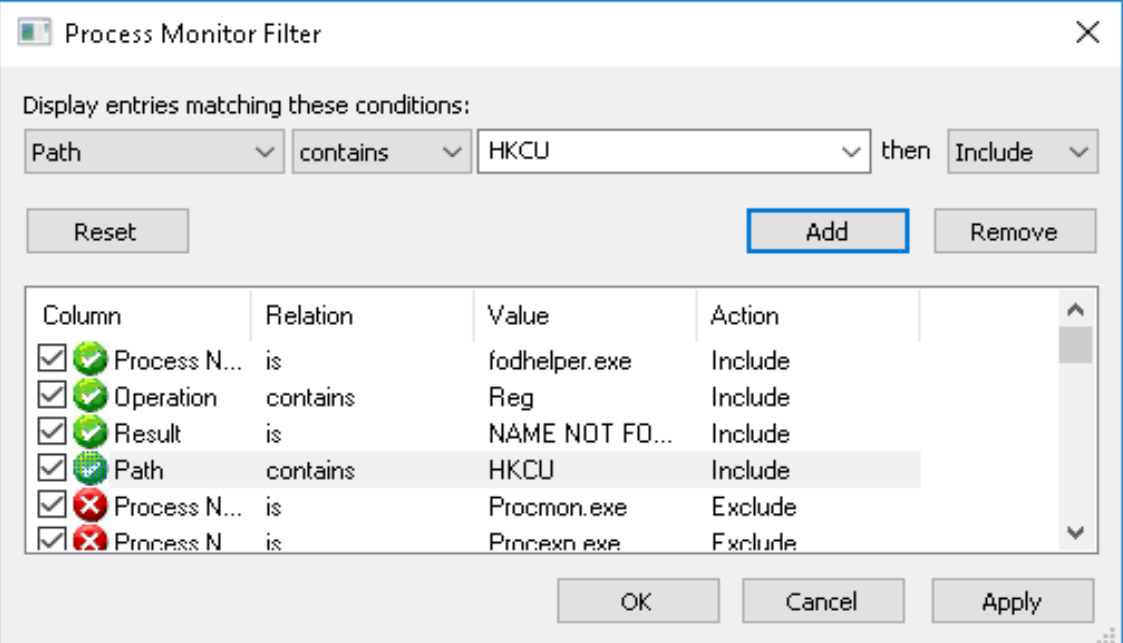 Process Monitor Filter
Display entries matching these conditions:
Path contains HKCU then Include
Reset Add Remove
Column Relation Value Action
Process N... is fodhelper.exe Include
Operation contains Reg Include
Result is NAME NOT FO... Include
Path contains HKCU Include
Process N... is Procmon.exe Exclude
Process N is Procexp.exe Exclude
OK Cancel Apply